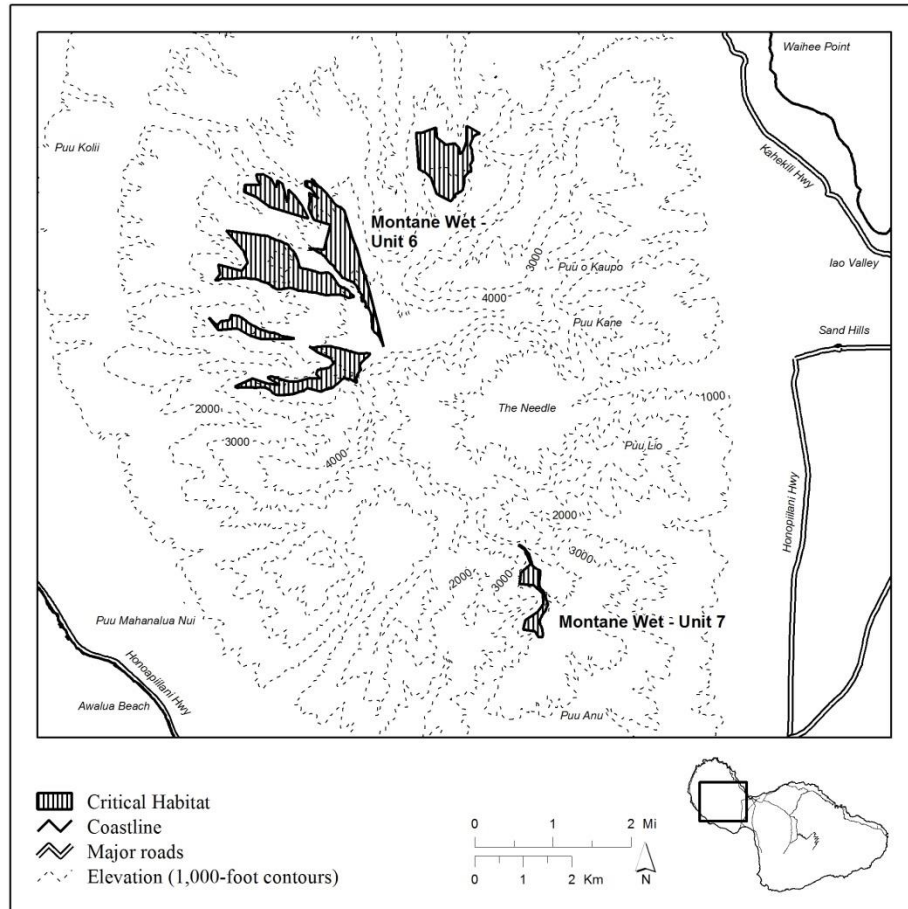 Waihee Point
Puu Kolii
Kahekili Hwy
Montane Wet -
Unit 6
3000
Puu o Kaupo
Iao Valley
4000
Puu Kane
Sand Hills
The Needle
1000
2000
3000
Puu Lio
4000
Honopiilani Hwy
2000
3000
2000
3000
Montane Wet - Unit 7
Puu Mahanalua Nui
Honoapiilani Hwy
Awalua Beach
Puu Anu
Critical Habitat
Coastline
Major roads
Elevation (1,000-foot contours)
0 1 2 Mi
0 1 2 Km
N